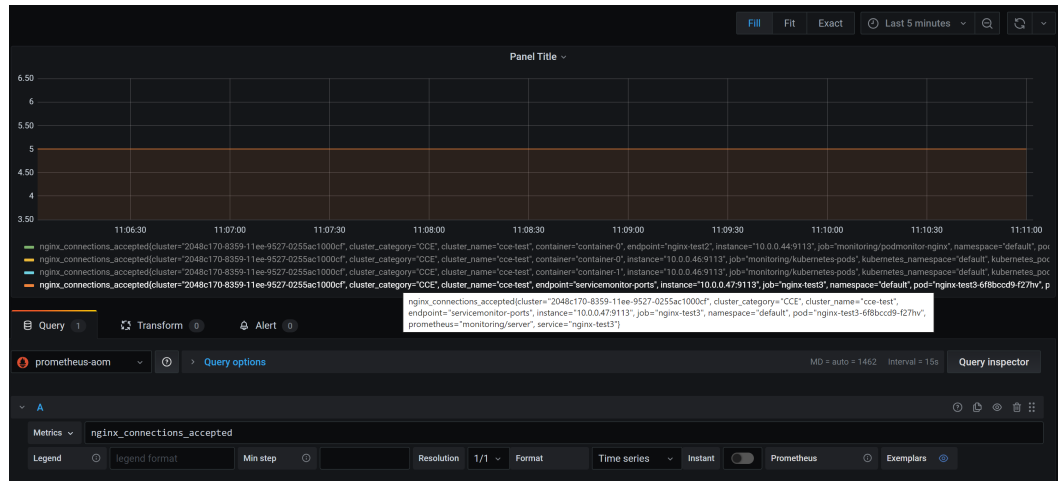 Fill Fit Exact Last 5 minutes
Panel Title
6.50
6
5.50
5
4.50
4
3.50
11:06:30 11:07:00 11:07:30 11:08:00 11:08:30 11:09:00 11:09:30 11:10:00 11:10:30 11:11:00
nginx_connections_accepted{cluster="2048c170-8359-11ee-9527-0255ac1000cf", cluster_category="CCE", cluster_name="cce-test", container="container-0", endpoint="nginx-test2", instance="10.0.0.44:9113", job="monitoring/podmonitor-nginx", namespace="default", poc
nginx_connections_accepted{cluster="2048c170-8359-11ee-9527-0255ac1000cf", cluster_category="CCE", cluster_name="cce-test", container="container-0", instance="10.0.0.46:9113", job="monitoring/kubernetes-pods", kubernetes_namespace="default", kubernetes_poc
nginx_connections_accepted{cluster="2048c170-8359-11ee-9527-0255ac1000cf", cluster_category="CCE", cluster_name="cce-test", container="container-1", instance="10.0.0.46:9113", job="monitoring/kubernetes-pods", kubernetes_namespace="default", kubernetes_poc
nginx_connections_accepted{cluster="2048c170-8359-11ee-9527-0255ac1000cf", cluster_category="CCE", cluster_name="cce-test", endpoint="servicemonitor-ports", instance="10.0.0.47:9113", job="nginx-test3", namespace="default", pod="nginx-test3-6f8bccd9-f27hv", p
nginx_connections_accepted{cluster="2048c170-8359-11ee-9527-0255ac1000cf", cluster_category="CCE", cluster_name="cce-test",
endpoint="servicemonitor-ports", instance="10.0.0.47:9113", job="nginx-test3", namespace="default", pod="nginx-test3-6f8bccd9-f27hv",
prometheus="monitoring/server", service="nginx-test3"}
Query 1 Transform 0 Alert 0
prometheus-aom Query options MD = auto = 1462 Interval = 15s Query inspector
A
Metrics nginx_connections_accepted
Legend legend format Min step Resolution 1/1 Format Time series Instant Prometheus Exemplars